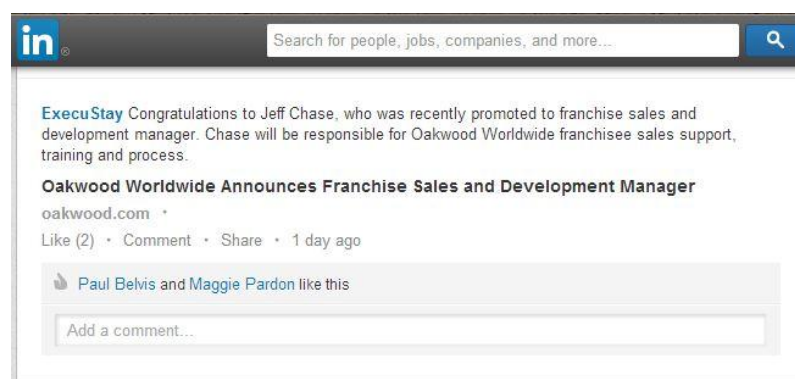 in®
Search for people, jobs, companies, and more...
ExecuStay Congratulations to Jeff Chase, who was recently promoted to franchise sales and
development manager. Chase will be responsible for Oakwood Worldwide franchisee sales support,
training and process.
Oakwood Worldwide Announces Franchise Sales and Development Manager
oakwood.com ·
Like (2) · Comment · Share · 1 day ago
Paul Belvis and Maggie Pardon like this
Add a comment...